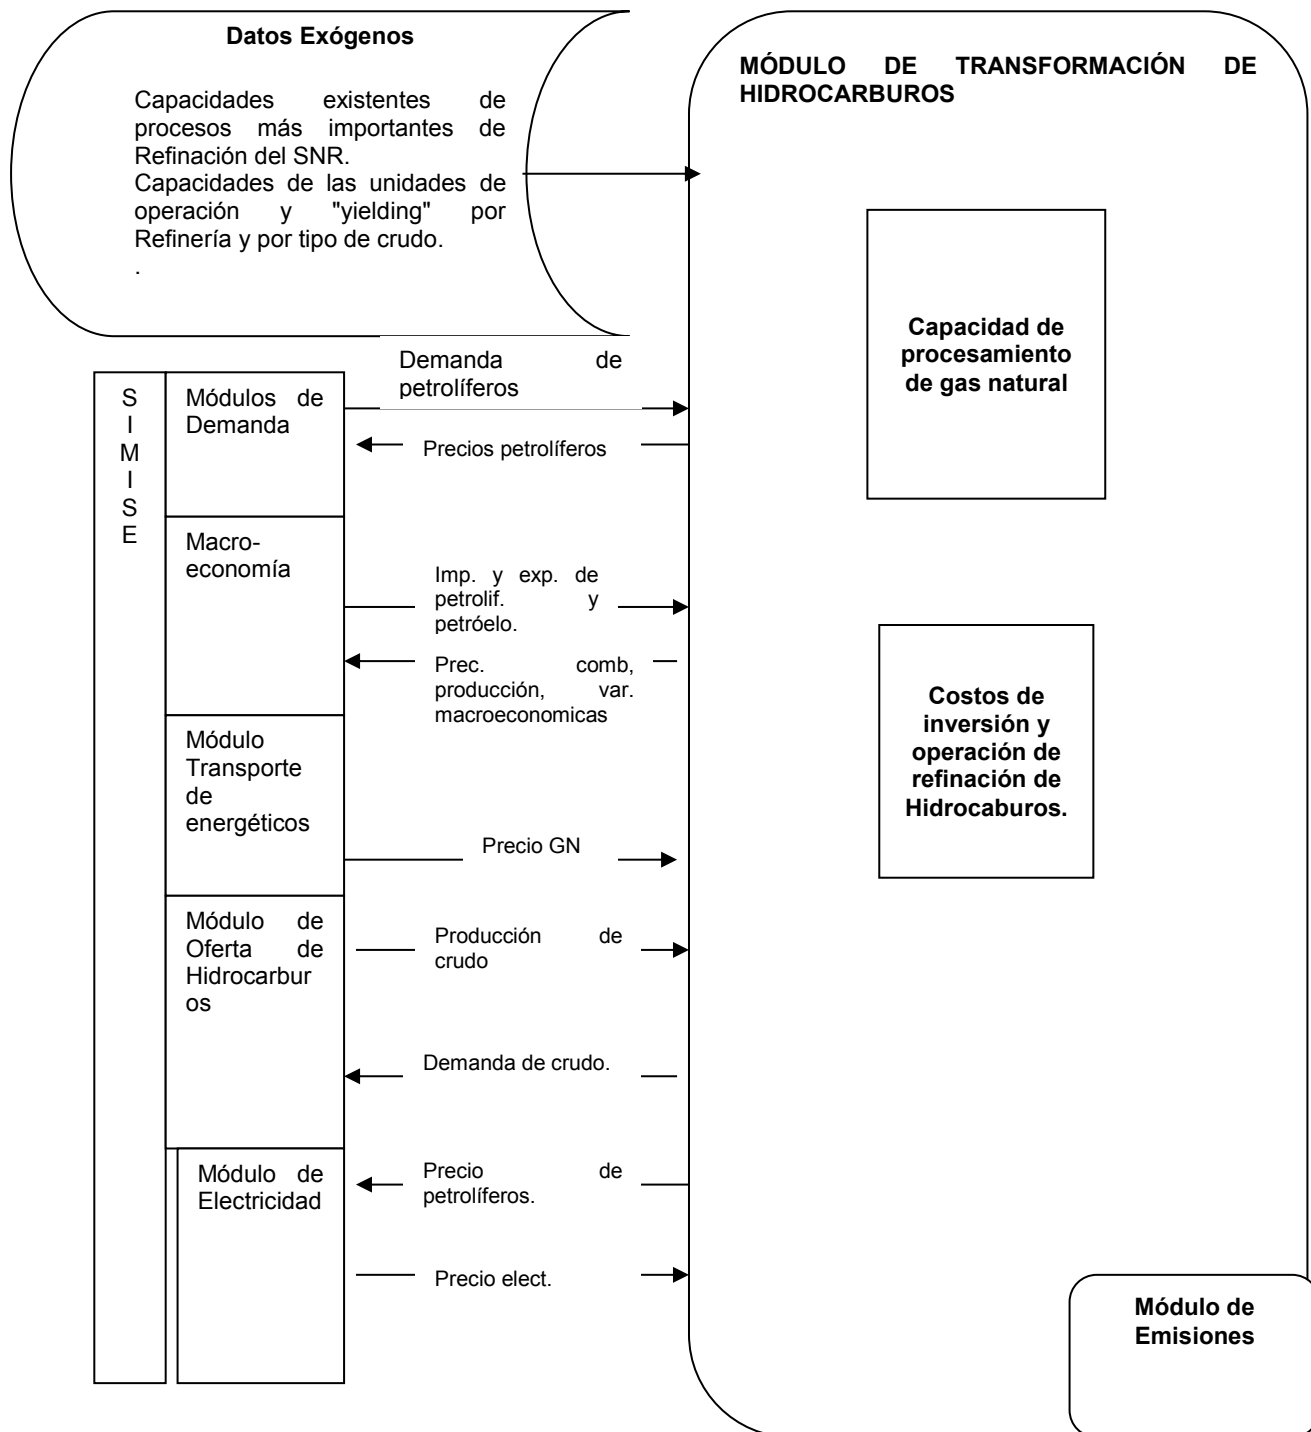 Datos Exógenos
Capacidades existentes de
procesos más importantes de
Refinación del SNR.
Capacidades de las unidades de
operación y "yielding" por
Refinería y por tipo de crudo.
.
MÓDULO DE TRANSFORMACIÓN DE
HIDROCARBUROS
Capacidad de
procesamiento
de gas natural
Costos de
inversión y
operación de
refinación de
Hidrocaburos.
Módulo de
Emisiones
S
I
M
I
S
E
Módulos de
Demanda
Demanda de
petrolíferos
Precios petrolíferos
Macro-
economía
Imp. y exp. de
petrolif. y
petróelo.
Prec. comb,
producción, var.
macroeconomicas
Módulo
Transporte
de
energéticos
Precio GN
Módulo de
Oferta de
Hidrocarbur
os
Producción de
crudo
Demanda de crudo.
Módulo de
Electricidad
Precio de
petrolíferos.
Precio elect.